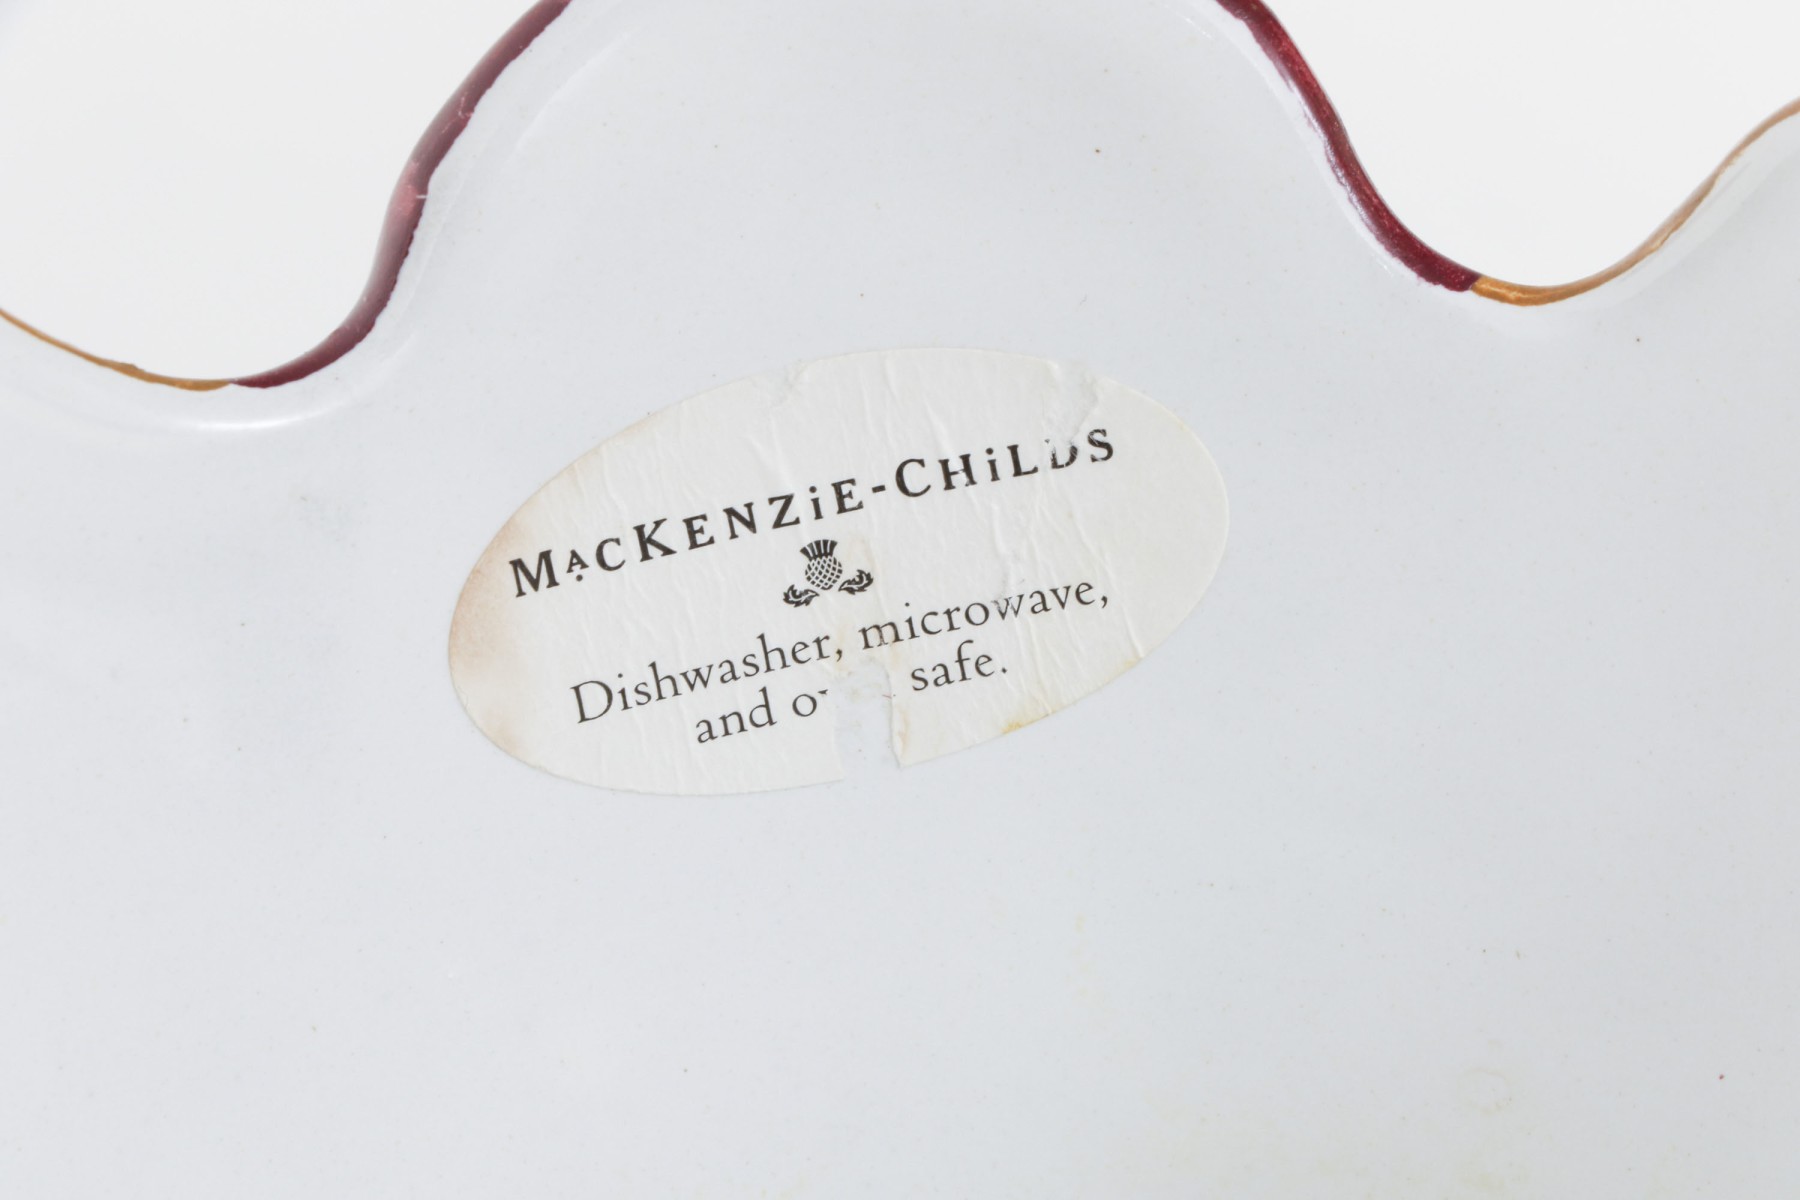 MacKenzie-Childs
Dishwasher, microwave,
and safe.